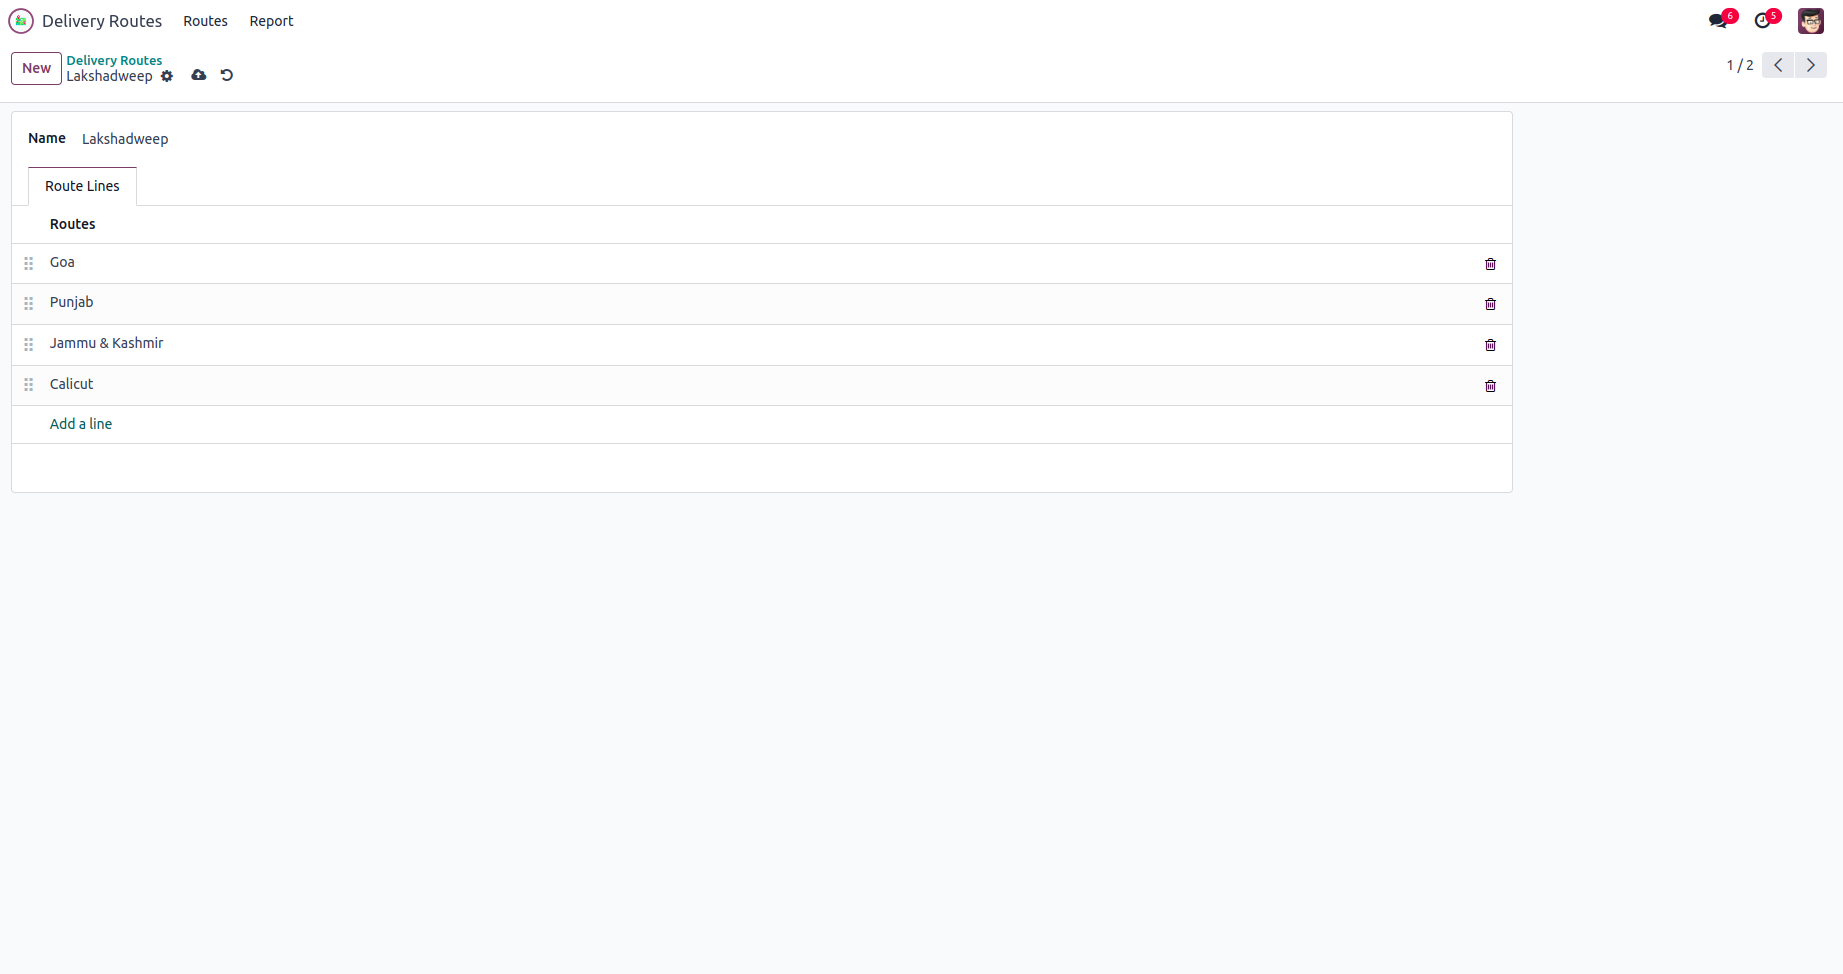 Delivery Routes Routes Report 6 5
New Delivery Routes
Lakshadweep
1 / 2
Name Lakshadweep
Route Lines
Routes
Goa
Punjab
Jammu & Kashmir
Calicut
Add a line